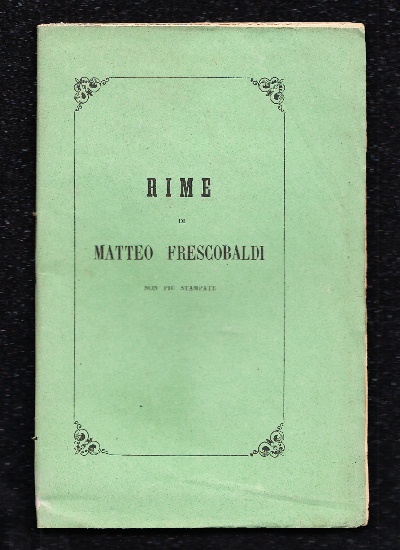 RIME
DI
MATTEO FRESCOBALDI
NON PIÙ STAMPATE